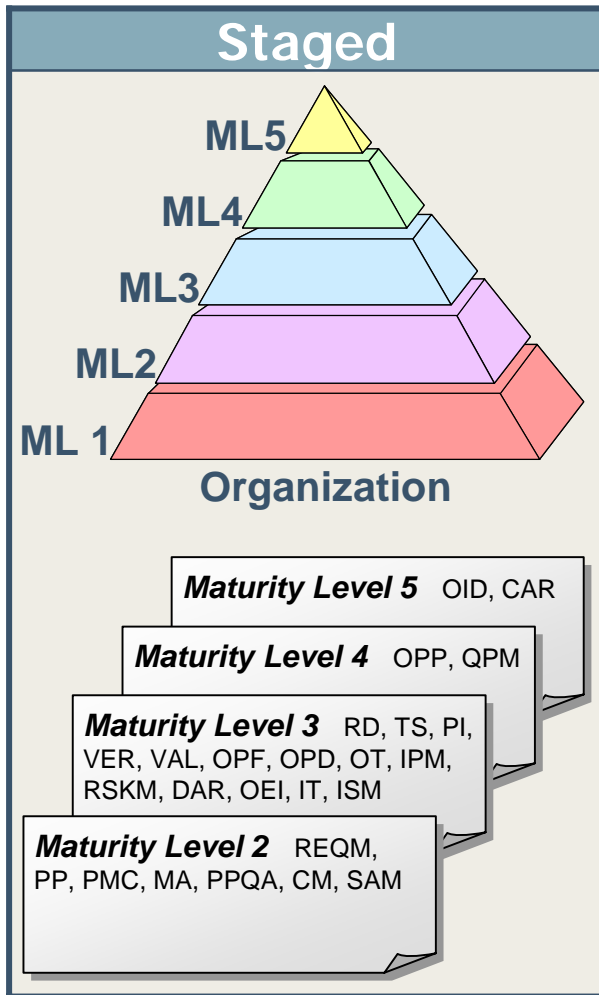 Staged
ML5
ML4
ML3
ML2
ML 1
Organization
Maturity Level 5 OID, CAR
Maturity Level 4 OPP, QPM
Maturity Level 3 RD, TS, PI,
VER, VAL, OPF, OPD, OT, IPM,
RSKM, DAR, OEI, IT, ISM
Maturity Level 2 REQM,
PP, PMC, MA, PPQA, CM, SAM